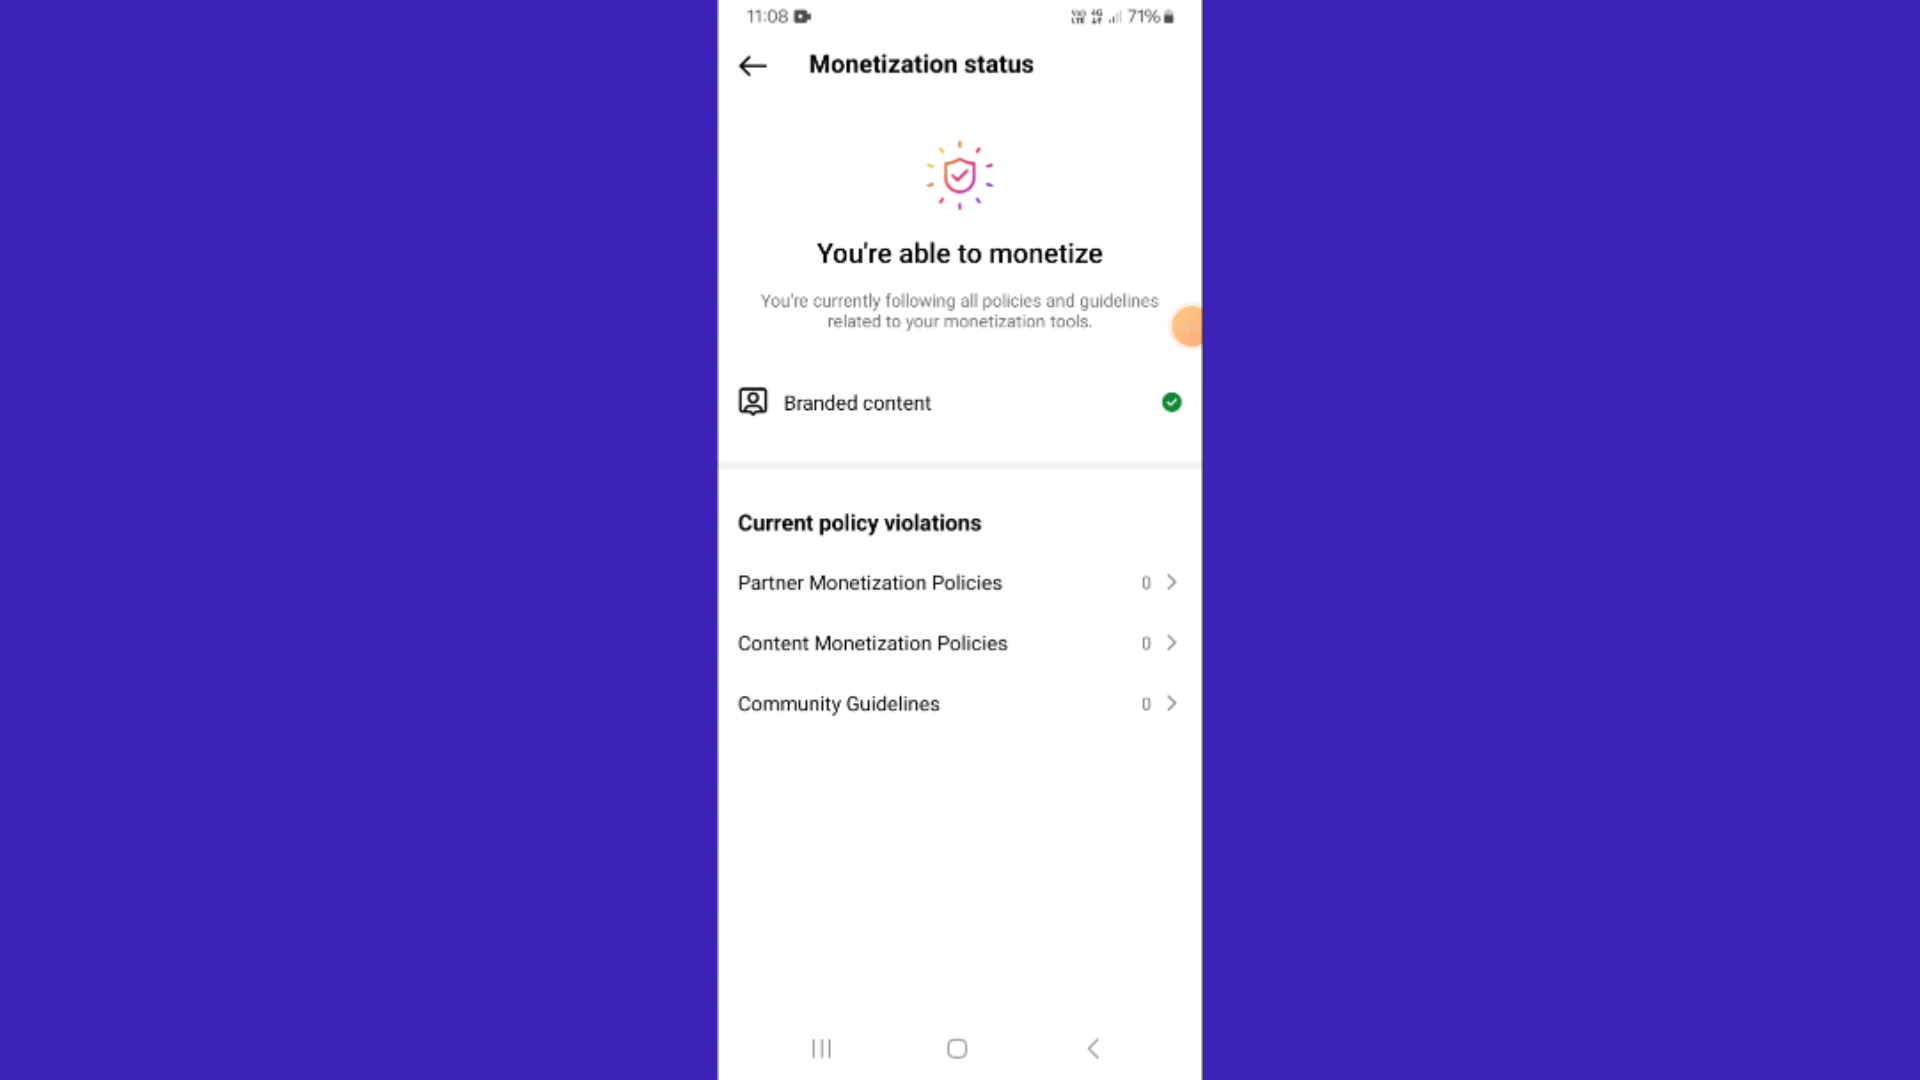 11:08 71%
Monetization status
You're able to monetize
You're currently following all policies and guidelines
related to your monetization tools.
Branded content
Current policy violations
Partner Monetization Policies 0
Content Monetization Policies 0
Community Guidelines 0